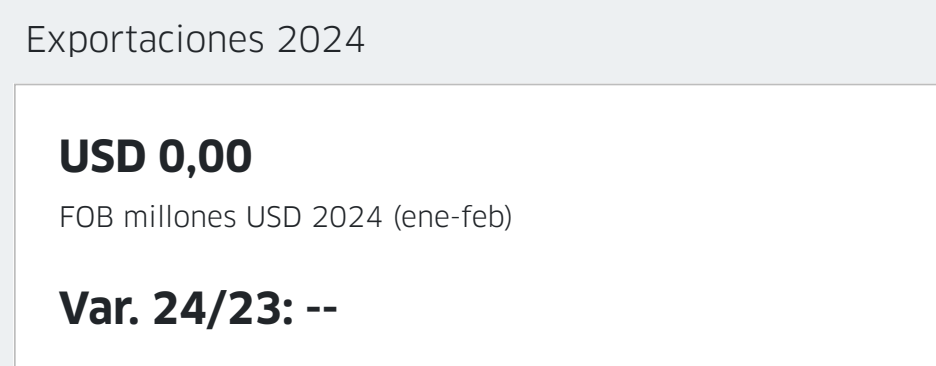 Exportaciones 2024
USD 0,00
FOB millones USD 2024 (ene-feb)
Var. 24/23: --